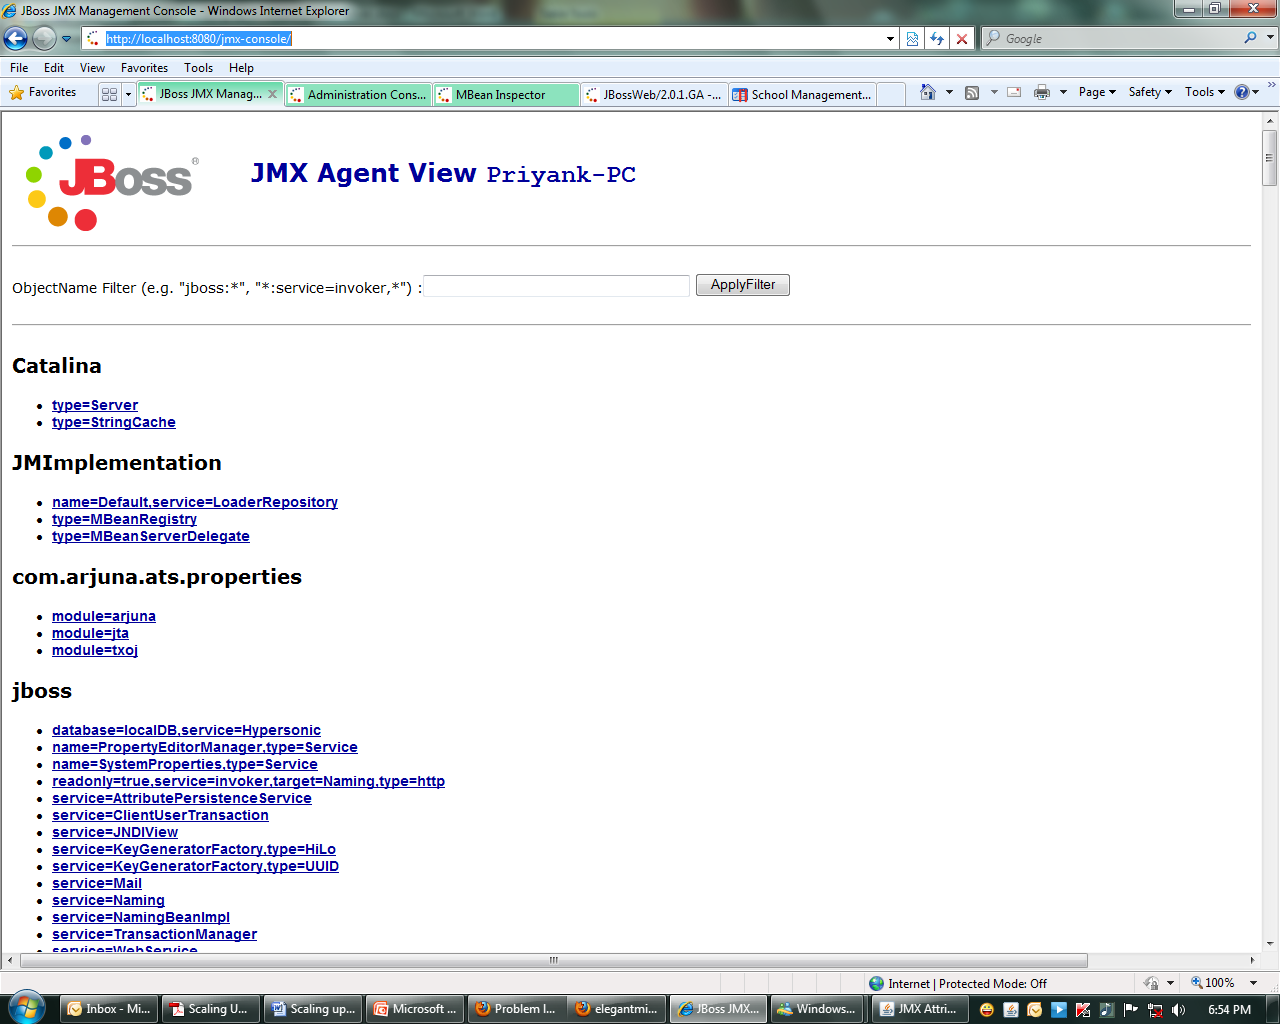 JBoss JMX Management Console - Windows Internet Explorer
http://localhost:8080/jmx-console/
Google
File Edit View Favorites Tools Help
Favorites JBoss JMX Manag... Administration Cons... MBean Inspector JBossWeb/2.0.1.GA -... School Management... Page Safety Tools
JBoss® JMX Agent View Priyank-PC
ObjectName Filter (e.g. "jboss:*", "*:service=invoker,*") : ApplyFilter
Catalina
type=Server
type=StringCache
JMImplementation
name=Default,service=LoaderRepository
type=MBeanRegistry
type=MBeanServerDelegate
com.arjuna.ats.properties
module=arjuna
module=jta
module=txoj
jboss
database=localDB,service=Hypersonic
name=PropertyEditorManager,type=Service
name=SystemProperties,type=Service
readonly=true,service=invoker,target=Naming,type=http
service=AttributePersistenceService
service=ClientUserTransaction
service=JNDIView
service=KeyGeneratorFactory,type=HiLo
service=KeyGeneratorFactory,type=UUID
service=Mail
service=Naming
service=NamingBeanImpl
service=TransactionManager
service=WebService
Internet | Protected Mode: Off 100%
Inbox - Mi... Scaling U... Scaling up... Microsoft ... Problem l... elegantmi... JBoss JMX... Windows... JMX Attri... 6:54 PM